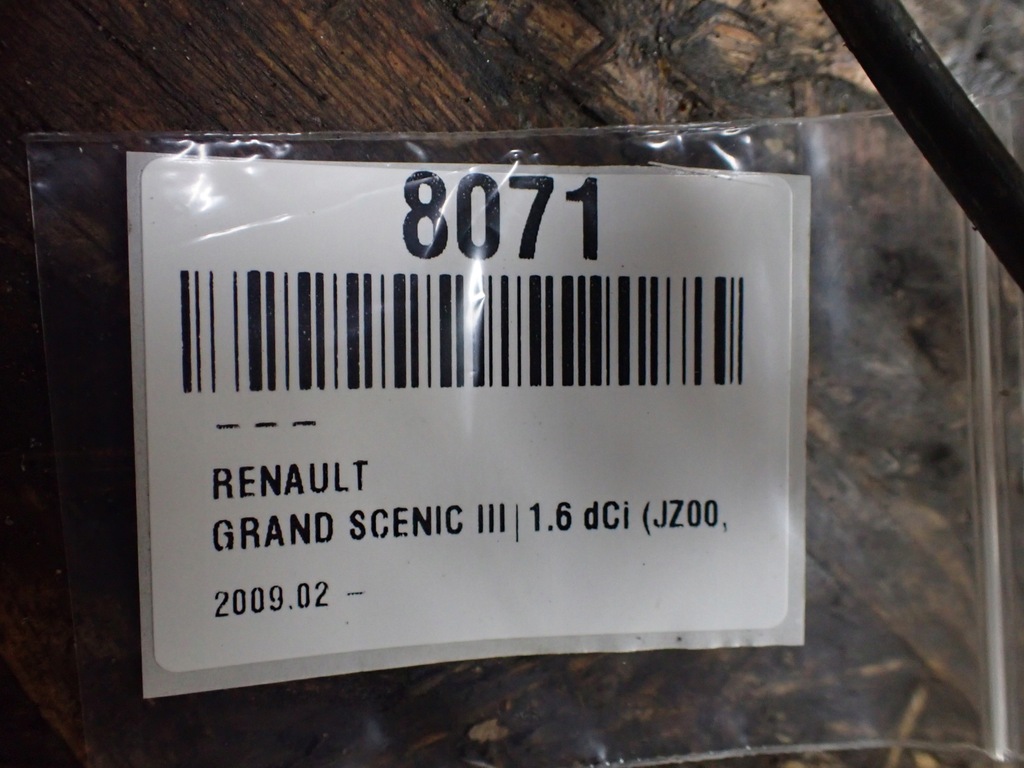 8071
– – –
RENAULT
GRAND SCENIC III | 1.6 dCi (JZ00,
2009.02 –